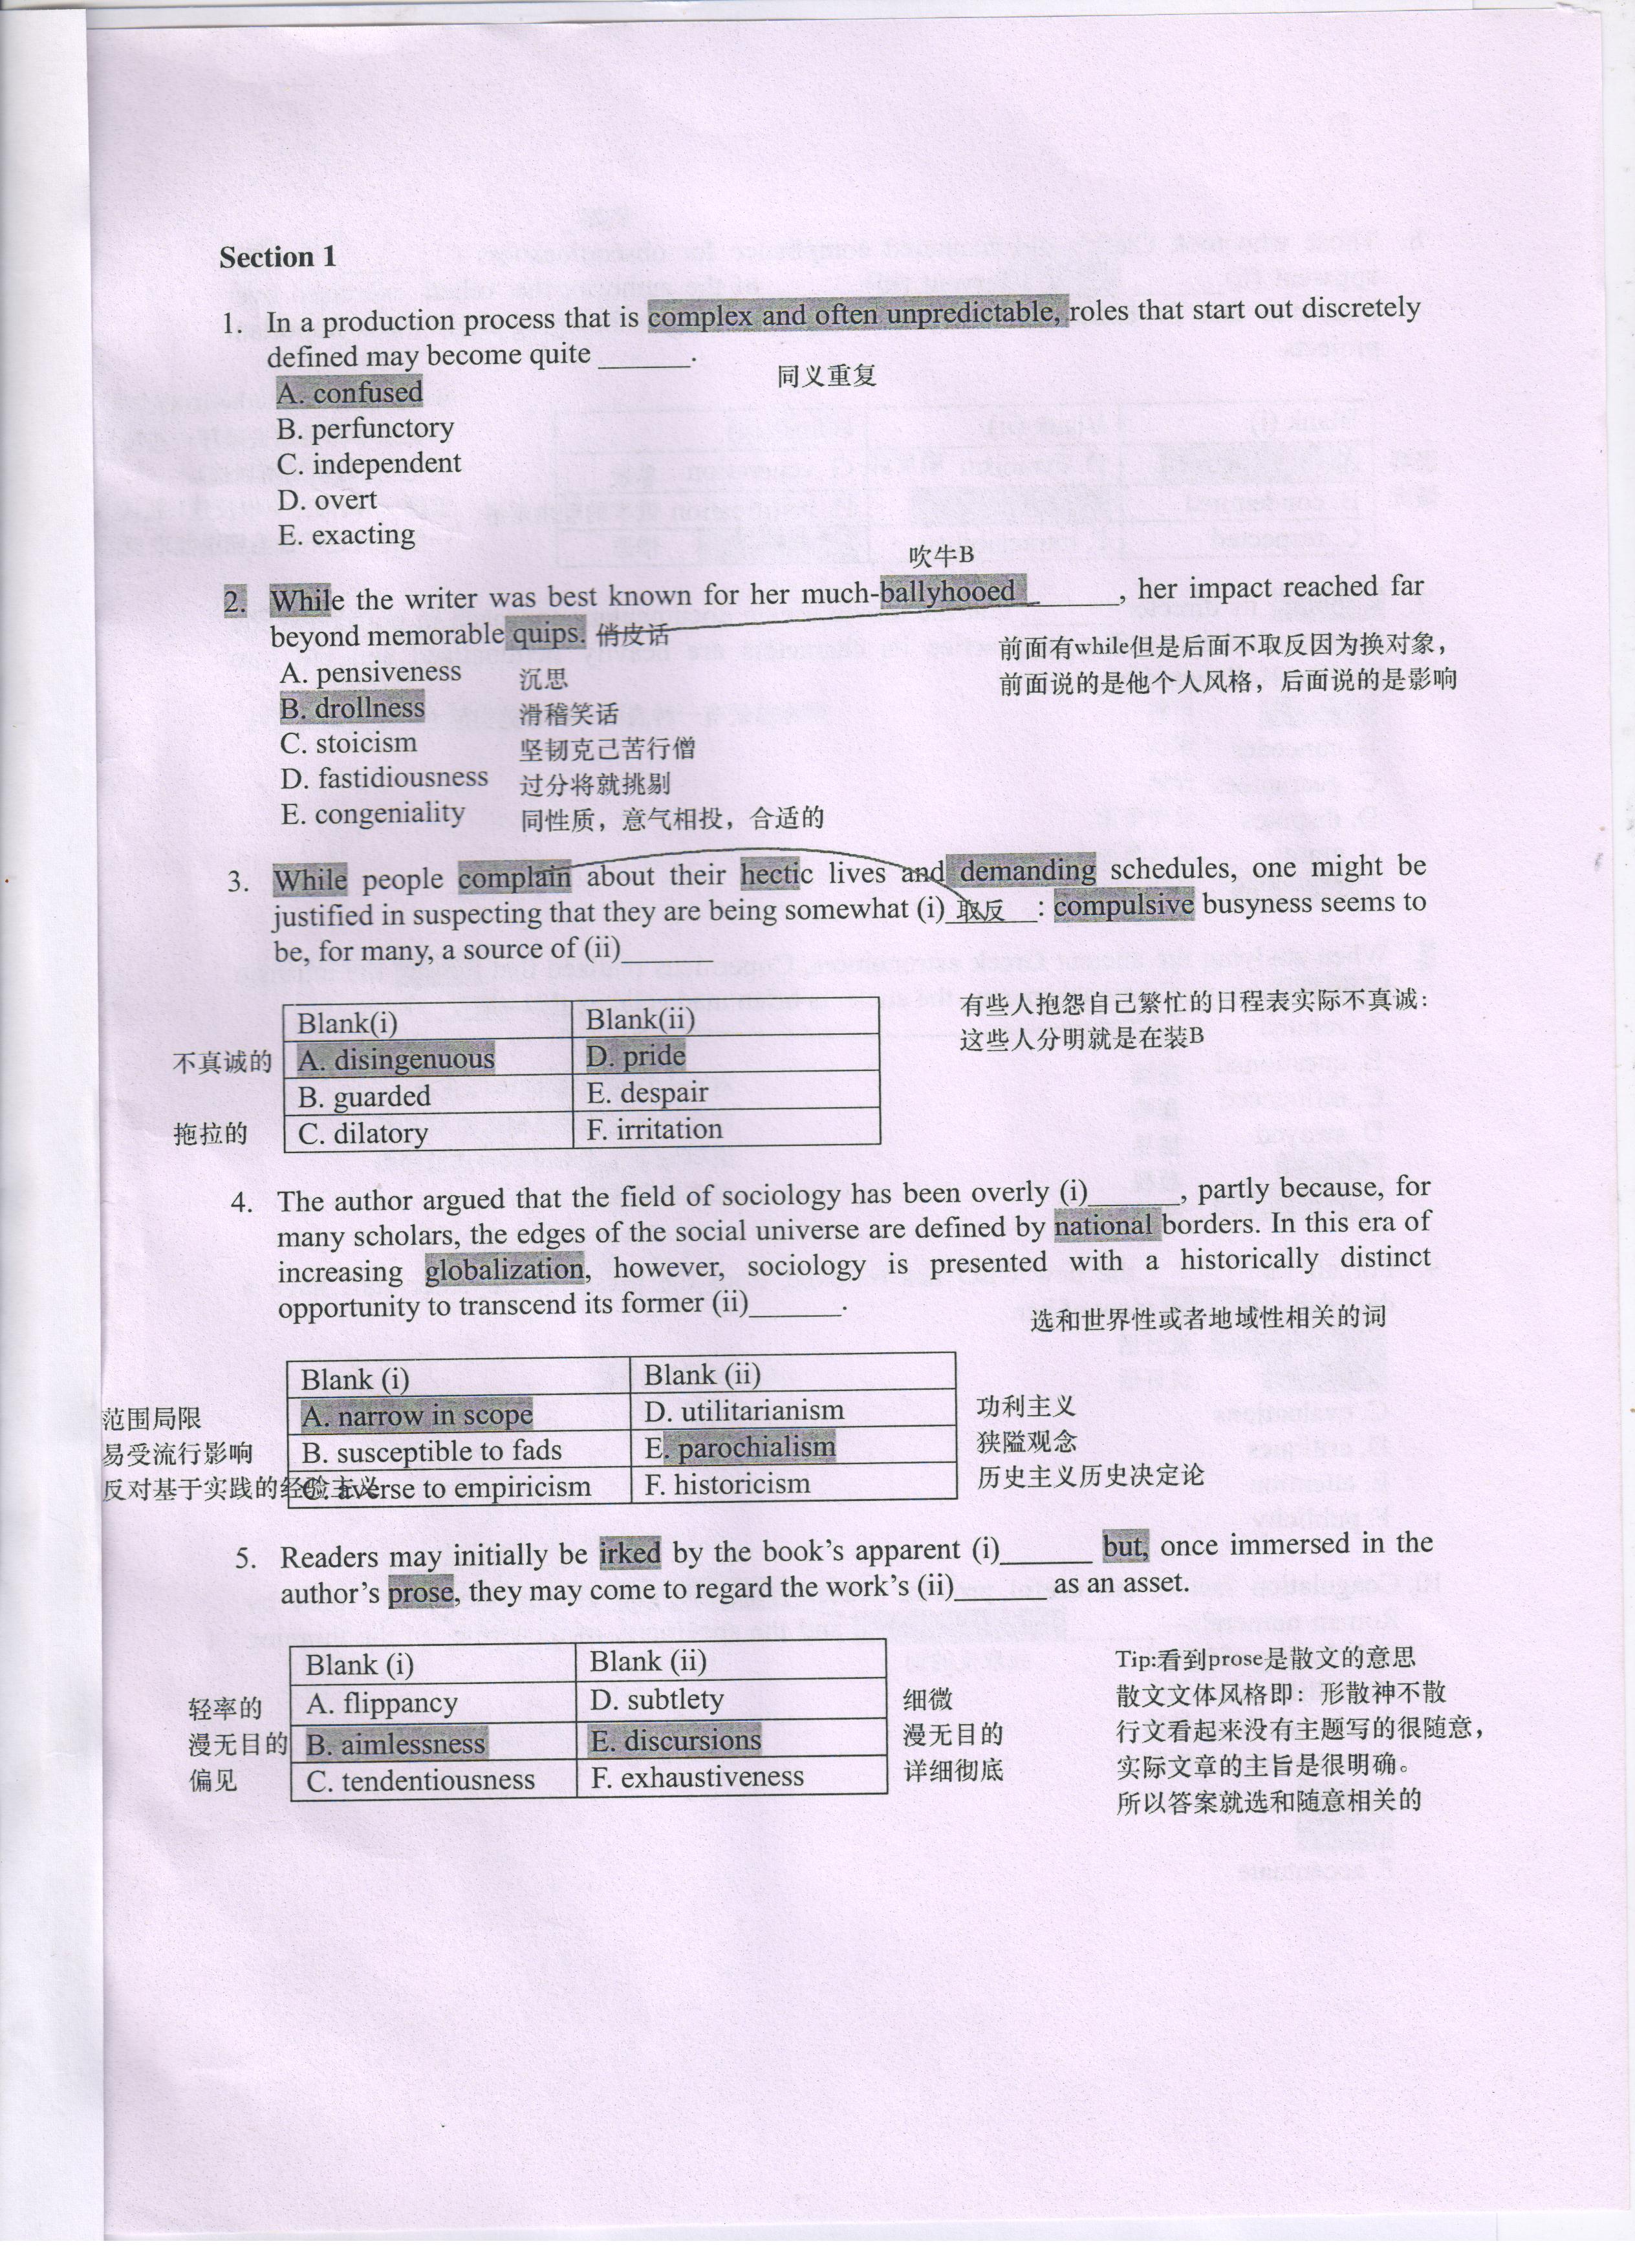 Section 1
1. In a production process that is complex and often unpredictable, roles that start out discretely
defined may become quite ______.
同义重复
A. confused
B. perfunctory
C. independent
D. overt
E. exacting
吹牛B
2. While the writer was best known for her much-ballyhooed ______, her impact reached far
beyond memorable quips. 俏皮话
前面有while但是后面不取反因为换对象，
前面说的是他个人风格，后面说的是影响
A. pensiveness 沉思
B. drollness 滑稽笑话
C. stoicism 坚韧克己苦行僧
D. fastidiousness 过分将就挑剔
E. congeniality 同性质，意气相投，合适的
3. While people complain about their hectic lives and demanding schedules, one might be
justified in suspecting that they are being somewhat (i) 取反 : compulsive busyness seems to
be, for many, a source of (ii)______
有些人抱怨自己繁忙的日程表实际不真诚：
这些人分明就是在装B
Blank(i) Blank(ii)
不真诚的 A. disingenuous D. pride
B. guarded E. despair
拖拉的 C. dilatory F. irritation
4. The author argued that the field of sociology has been overly (i)______, partly because, for
many scholars, the edges of the social universe are defined by national borders. In this era of
increasing globalization, however, sociology is presented with a historically distinct
opportunity to transcend its former (ii)______.
选和世界性或者地域性相关的词
Blank (i) Blank (ii)
范围局限 A. narrow in scope D. utilitarianism 功利主义
易受流行影响 B. susceptible to fads E. parochialism 狭隘观念
反对基于实践的经验主义 C. averse to empiricism F. historicism 历史主义历史决定论
5. Readers may initially be irked by the book's apparent (i)______ but, once immersed in the
author's prose, they may come to regard the work's (ii)______ as an asset.
Blank (i) Blank (ii)
轻率的 A. flippancy D. subtlety 细微
漫无目的 B. aimlessness E. discursions 漫无目的
偏见 C. tendentiousness F. exhaustiveness 详细彻底
Tip:看到prose是散文的意思
散文文体风格即：形散神不散
行文看起来没有主题写的很随意，
实际文章的主旨是很明确。
所以答案就选和随意相关的